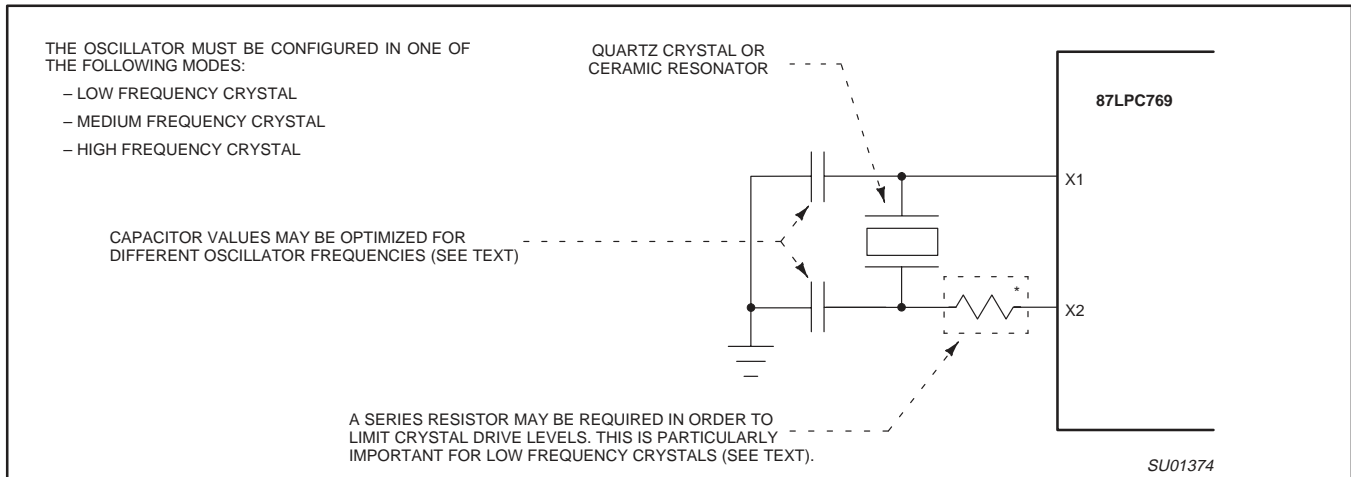 THE OSCILLATOR MUST BE CONFIGURED IN ONE OF
THE FOLLOWING MODES:
– LOW FREQUENCY CRYSTAL
– MEDIUM FREQUENCY CRYSTAL
– HIGH FREQUENCY CRYSTAL
QUARTZ CRYSTAL OR
CERAMIC RESONATOR
87LPC769
X1
CAPACITOR VALUES MAY BE OPTIMIZED FOR
DIFFERENT OSCILLATOR FREQUENCIES (SEE TEXT)
*
X2
A SERIES RESISTOR MAY BE REQUIRED IN ORDER TO
LIMIT CRYSTAL DRIVE LEVELS. THIS IS PARTICULARLY
IMPORTANT FOR LOW FREQUENCY CRYSTALS (SEE TEXT).
SU01374